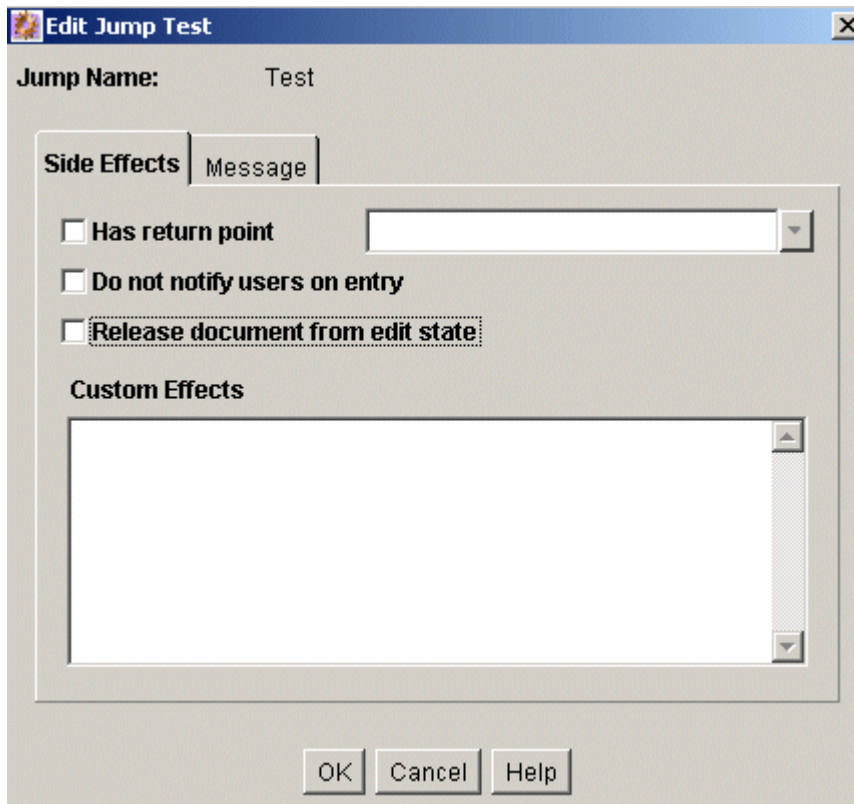 Edit Jump Test
Jump Name: Test
Side Effects Message
Has return point
Do not notify users on entry
Release document from edit state
Custom Effects
OK Cancel Help